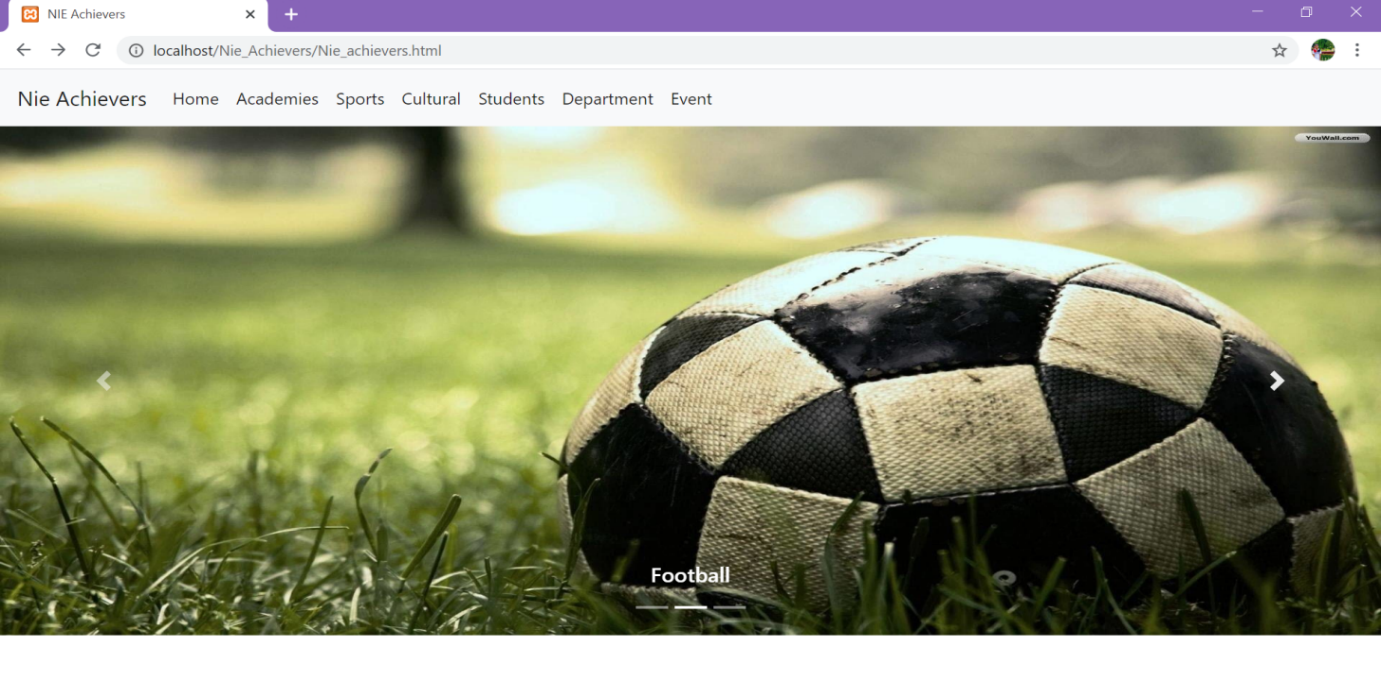 NIE Achievers
localhost/Nie_Achievers/Nie_achievers.html
Nie Achievers Home Academies Sports Cultural Students Department Event
YouWall.com
Football